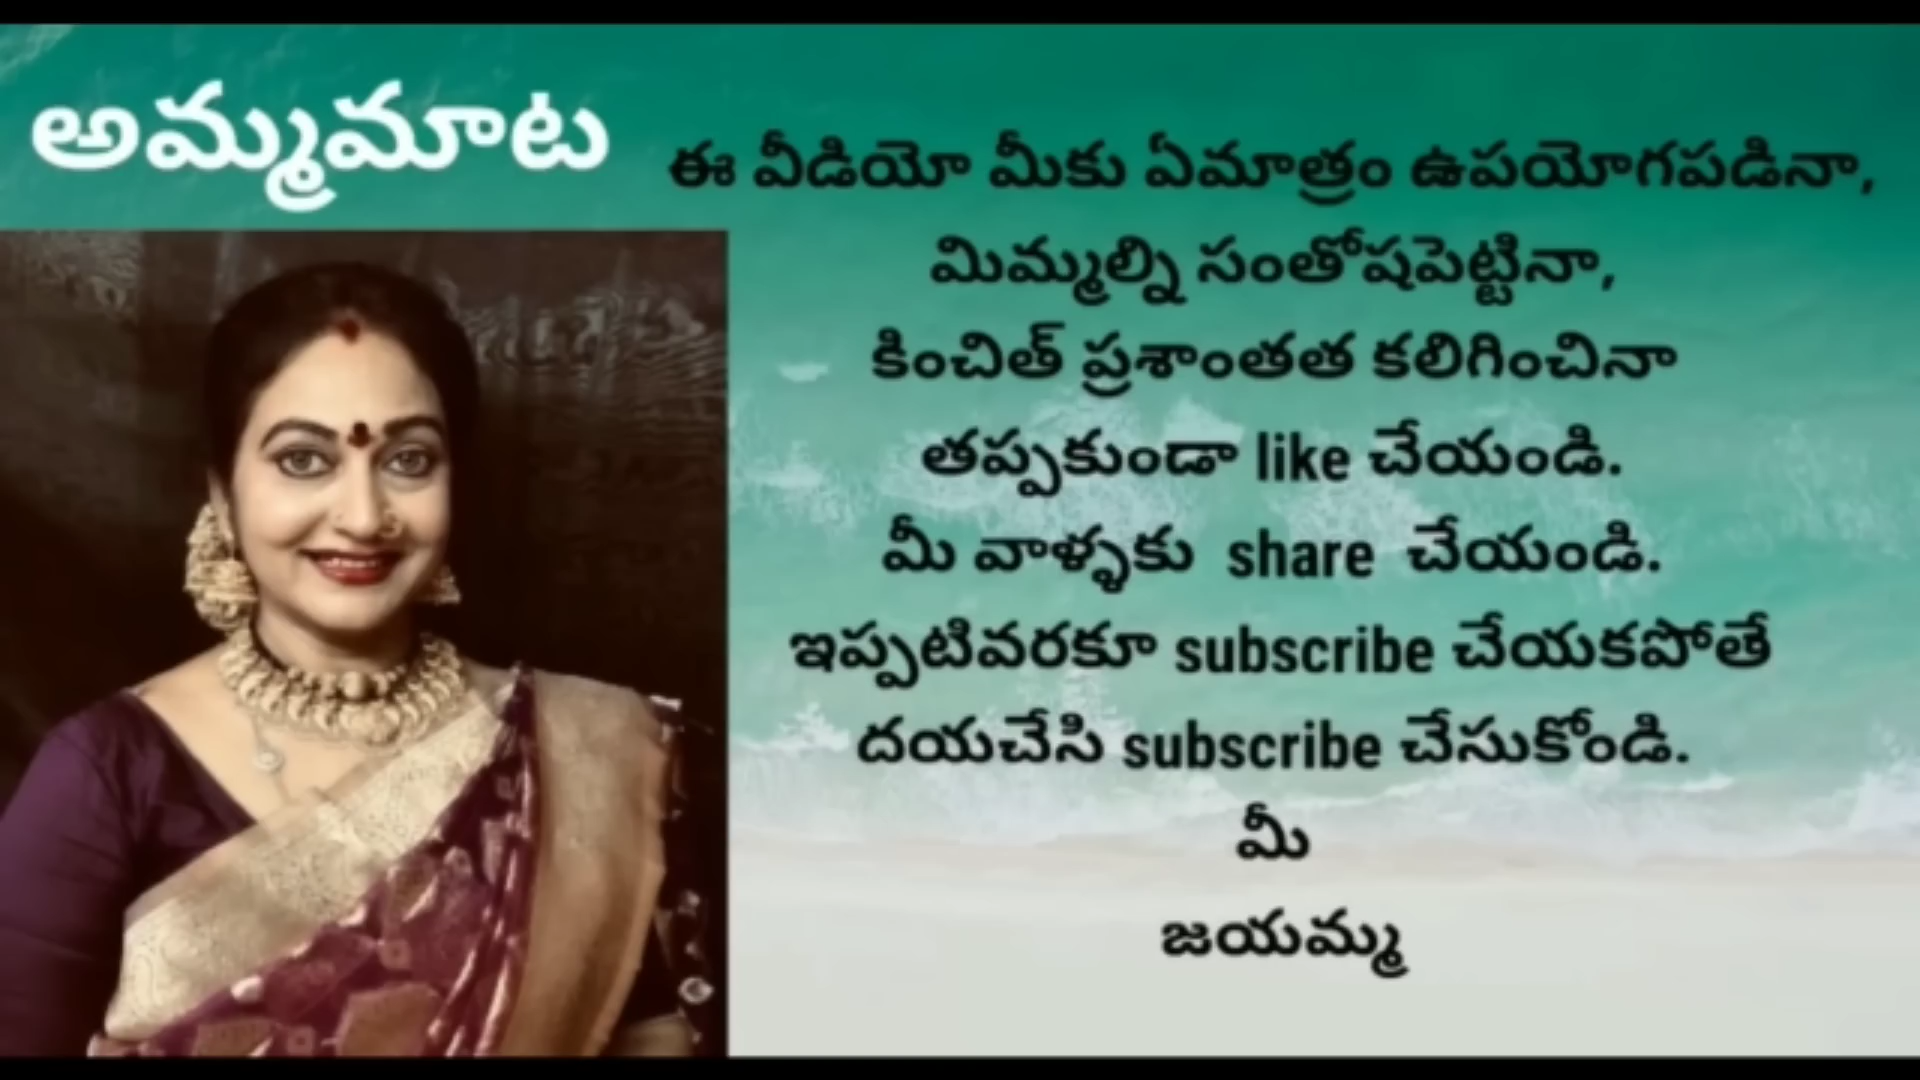 అమ్మమాట
ఈ వీడియో మీకు ఏమాత్రం ఉపయోగపడినా,
మిమ్మల్ని సంతోషపెట్టినా,
కించిత్ ప్రశాంతత కలిగించినా
తప్పకుండా like చేయండి.
మీ వాళ్ళకు share చేయండి.
ఇప్పటివరకూ subscribe చేయకపోతే
దయచేసి subscribe చేసుకోండి.
మీ
జయమ్మ